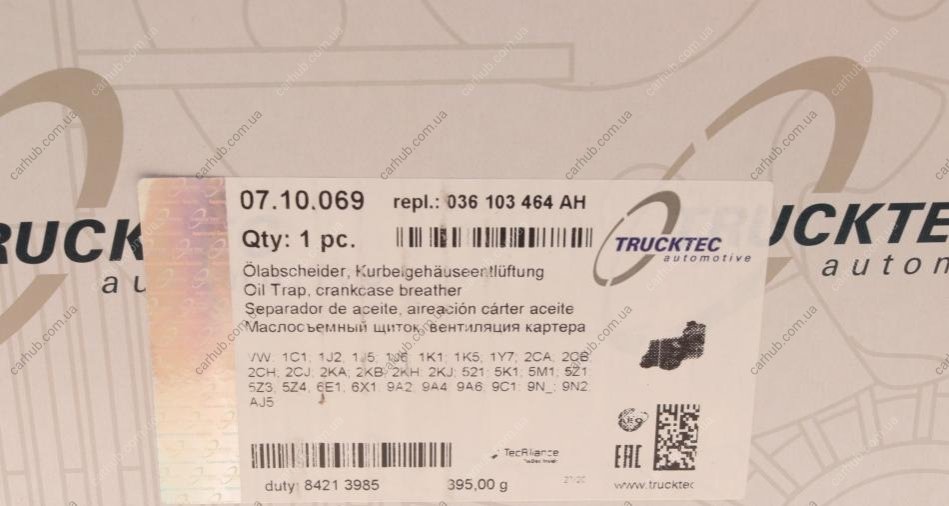 07.10.069 repl.: 036 103 464 AH
Qty: 1 pc.
TRUCKTEC
automotive
Ölabscheider, Kurbelgehäuseentlüftung
Oil Trap, crankcase breather
Separador de aceite, aireación cárter aceite
Маслосъемный щиток, вентиляция картера
VW: 1C1; 1J2; 1J5; 1J6; 1K1; 1K5; 1Y7; 2CA; 2CB;
2CH; 2CJ; 2KA; 2KB; 2KH; 2KJ; 521; 5K1; 5M1; 5Z1;
5Z3; 5Z4; 6E1; 6X1; 9A2; 9A4; 9A6; 9C1; 9N_; 9N2
AJ5
TecAlliance
EAC
duty: 8421 3985 395,00 g
www.trucktec
RUCK
au
UCKTEC
autom
carhub.com.ua